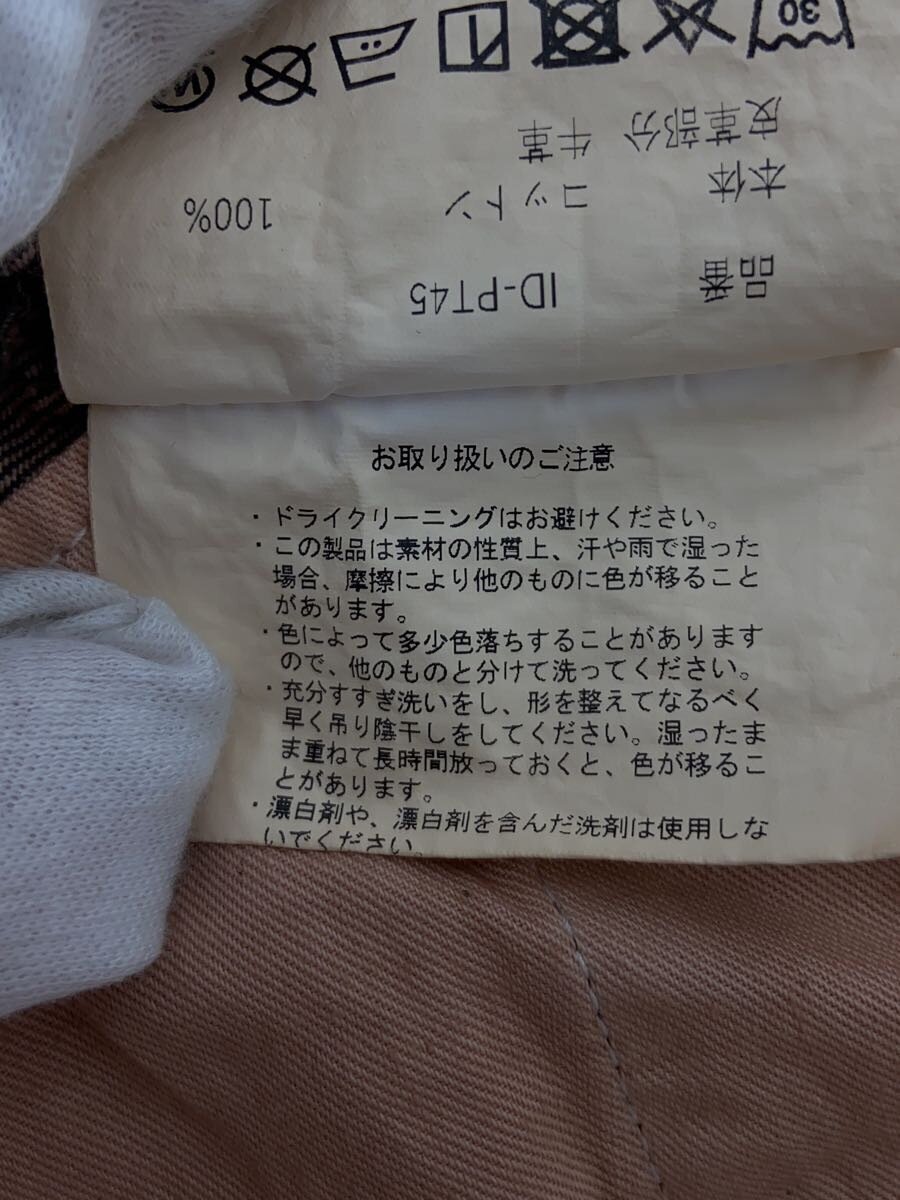 品番 ID-PT45
本体 コットン 100%
皮革部分 牛革
30
お取り扱いのご注意
・ドライクリーニングはお避けください。
・この製品は素材の性質上、汗や雨で湿った
場合、摩擦により他のものに色が移ること
があります。
・色によって多少色落ちすることがあります
ので、他のものと分けて洗ってください。
・充分すすぎ洗いをし、形を整えてなるべく
早く吊り陰干しをしてください。湿ったま
ま重ねて長時間放っておくと、色が移るこ
とがあります。
・漂白剤や、漂白剤を含んだ洗剤は使用しな
いでください。